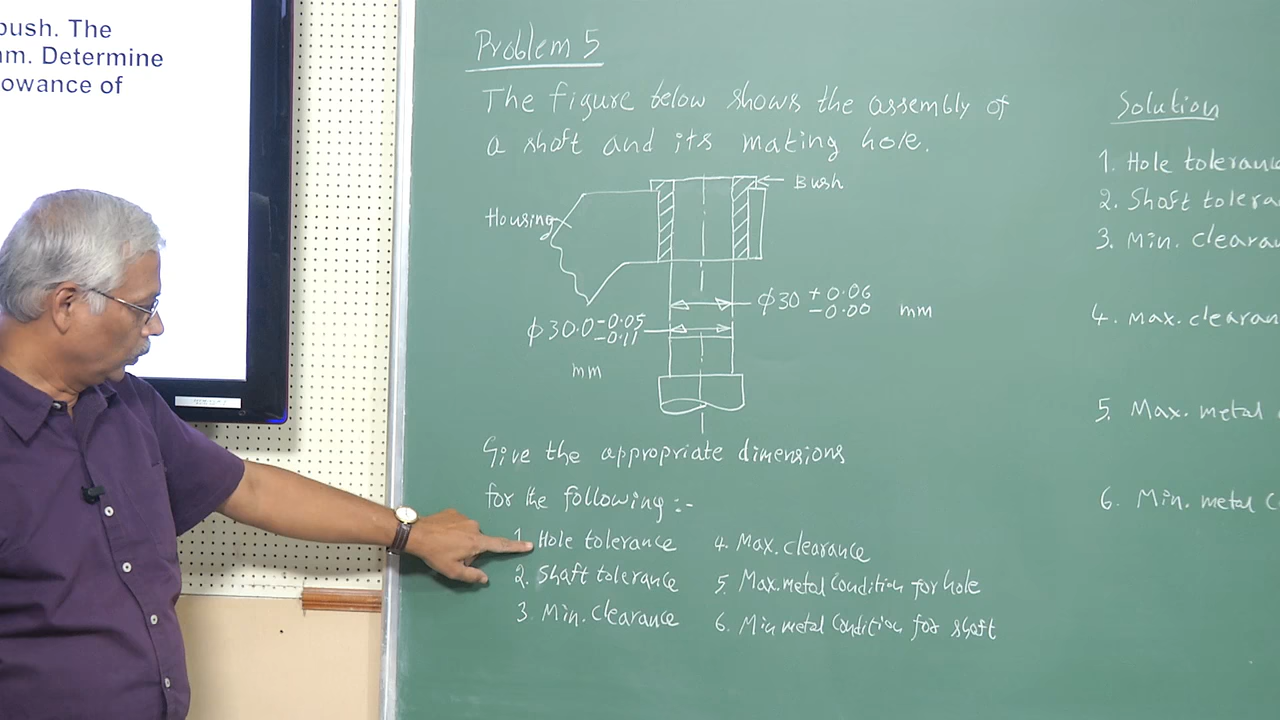 bush. The
mm. Determine
owance of
Problem 5
The figure below shows the assembly of
a shaft and its mating hole.
Bush
Housing
ϕ30 +0.06 -0.00 mm
ϕ30.0 -0.05 -0.11
mm
Give the appropriate dimensions
for the following:-
1. Hole tolerance
2. Shaft tolerance
3. Min. Clearance
4. Max. clearance
5. Max. metal Condition for hole
6. Min metal Condition for shaft
Solution
1. Hole tolerance
2. Shaft tolera
3. Min. Cleara
4. Max. clearan
5. Max. metal
6. Min. metal C